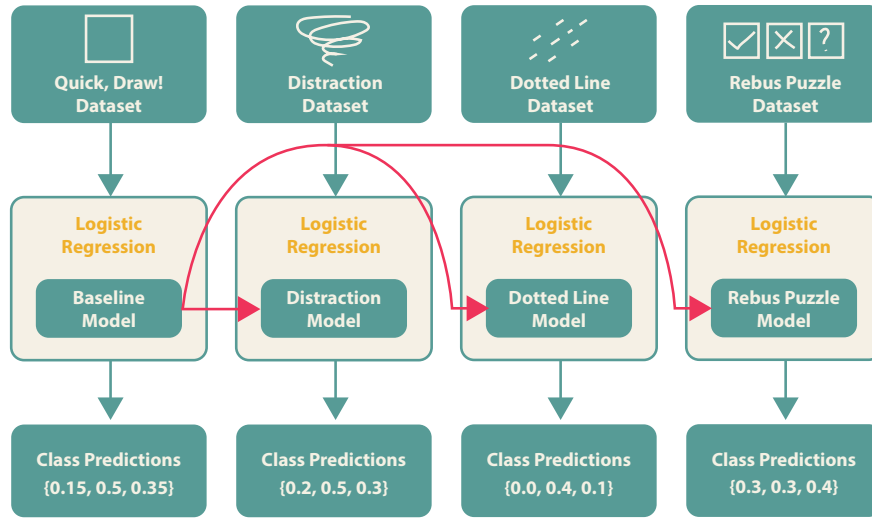 ?
Quick, Draw!
Dataset
Distraction
Dataset
Dotted Line
Dataset
Rebus Puzzle
Dataset
Logistic
Regression
Baseline
Model
Logistic
Regression
Distraction
Model
Logistic
Regression
Dotted Line
Model
Logistic
Regression
Rebus Puzzle
Model
Class Predictions
{0.15, 0.5, 0.35}
Class Predictions
{0.2, 0.5, 0.3}
Class Predictions
{0.0, 0.4, 0.1}
Class Predictions
{0.3, 0.3, 0.4}